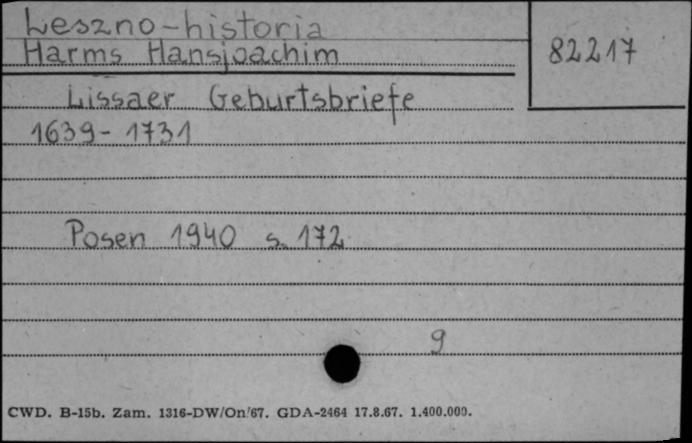 Leszno-historia
Harms Hansjoachim
82217
Lissaer Geburtsbriefe
1639-1731
Posen 1940 s. 172
9
CWD. B-15b. Zam. 1316-DW/On/67. GDA-2464 17.8.67. 1.400.000.